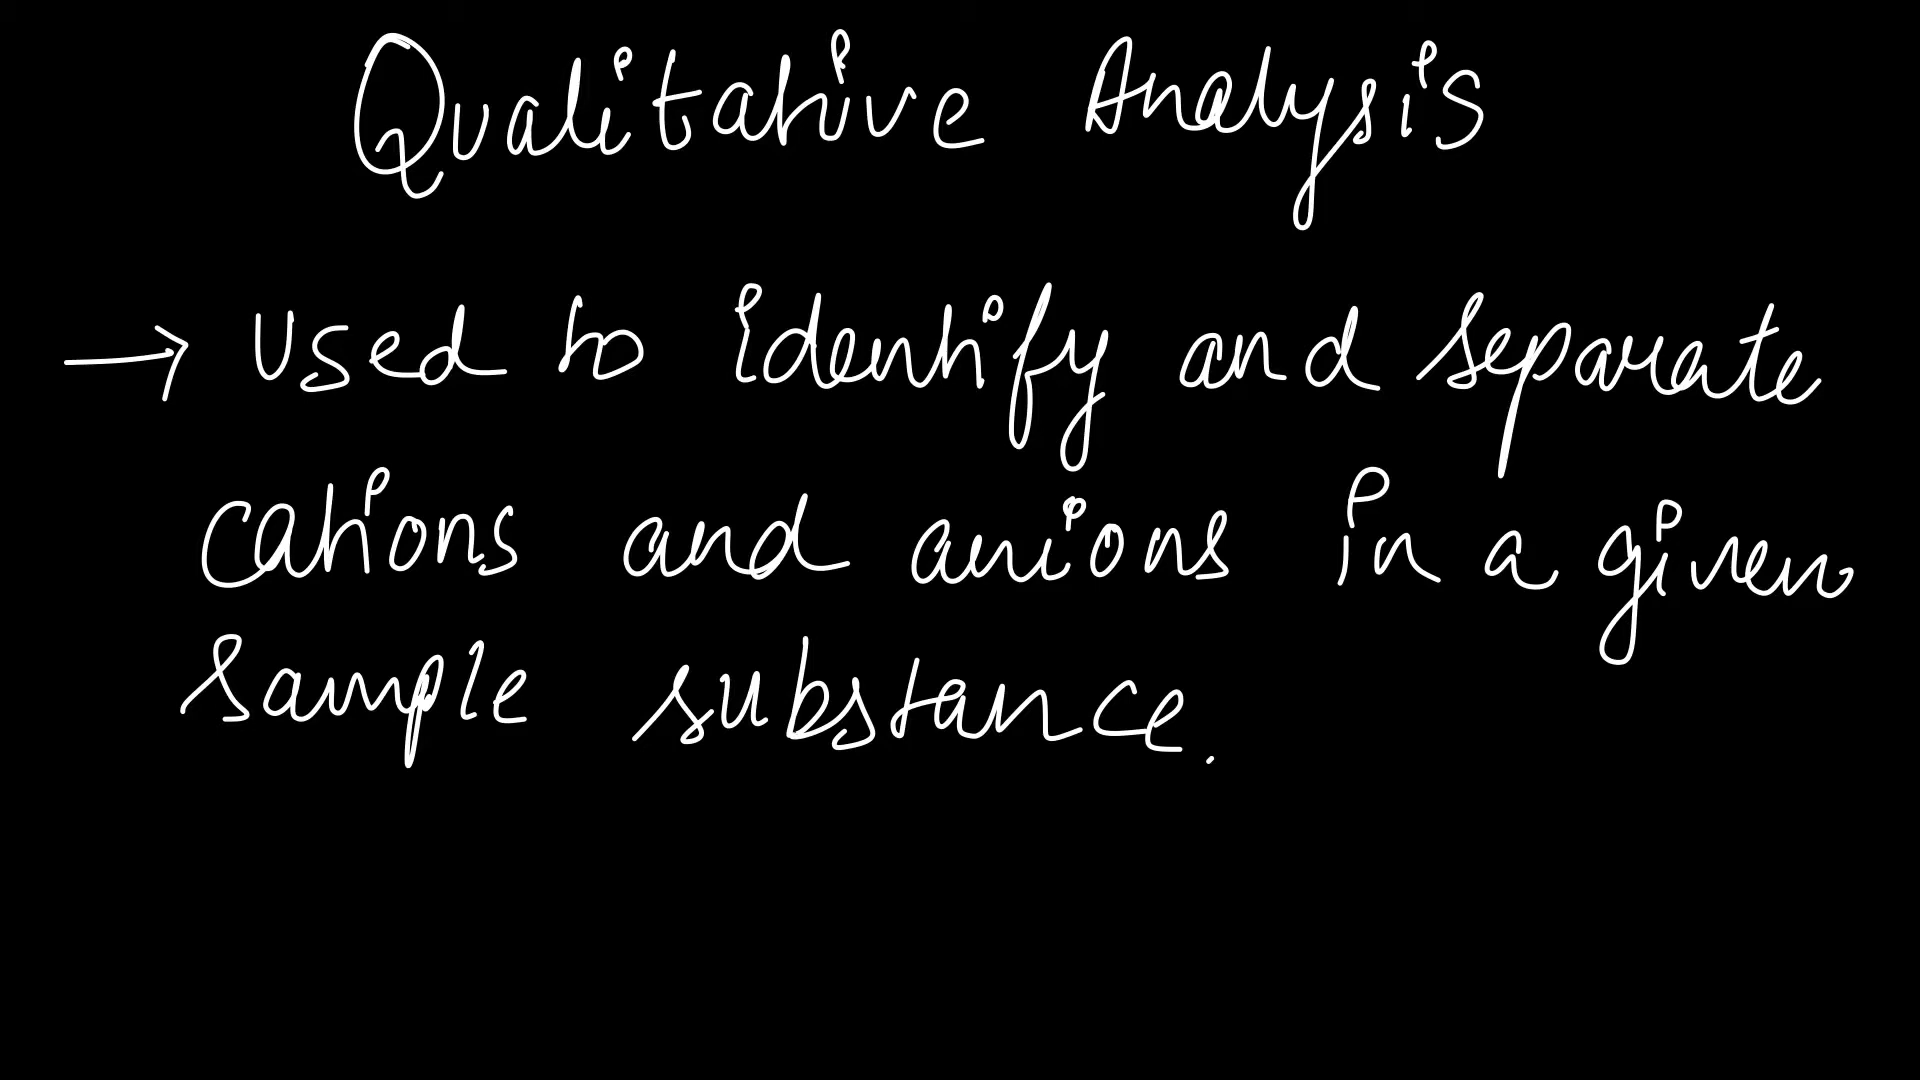 Qualitative Analysis
→ Used to identify and separate
cations and anions in a given
sample substance.